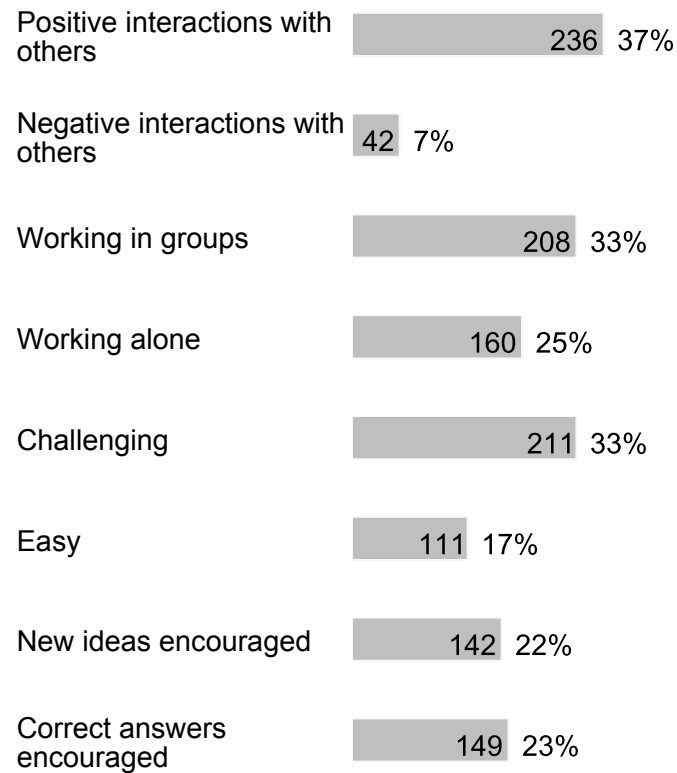 Positive interactions with
others
236 37%
Negative interactions with
others
42 7%
Working in groups
208 33%
Working alone
160 25%
Challenging
211 33%
Easy
111 17%
New ideas encouraged
142 22%
Correct answers
encouraged
149 23%